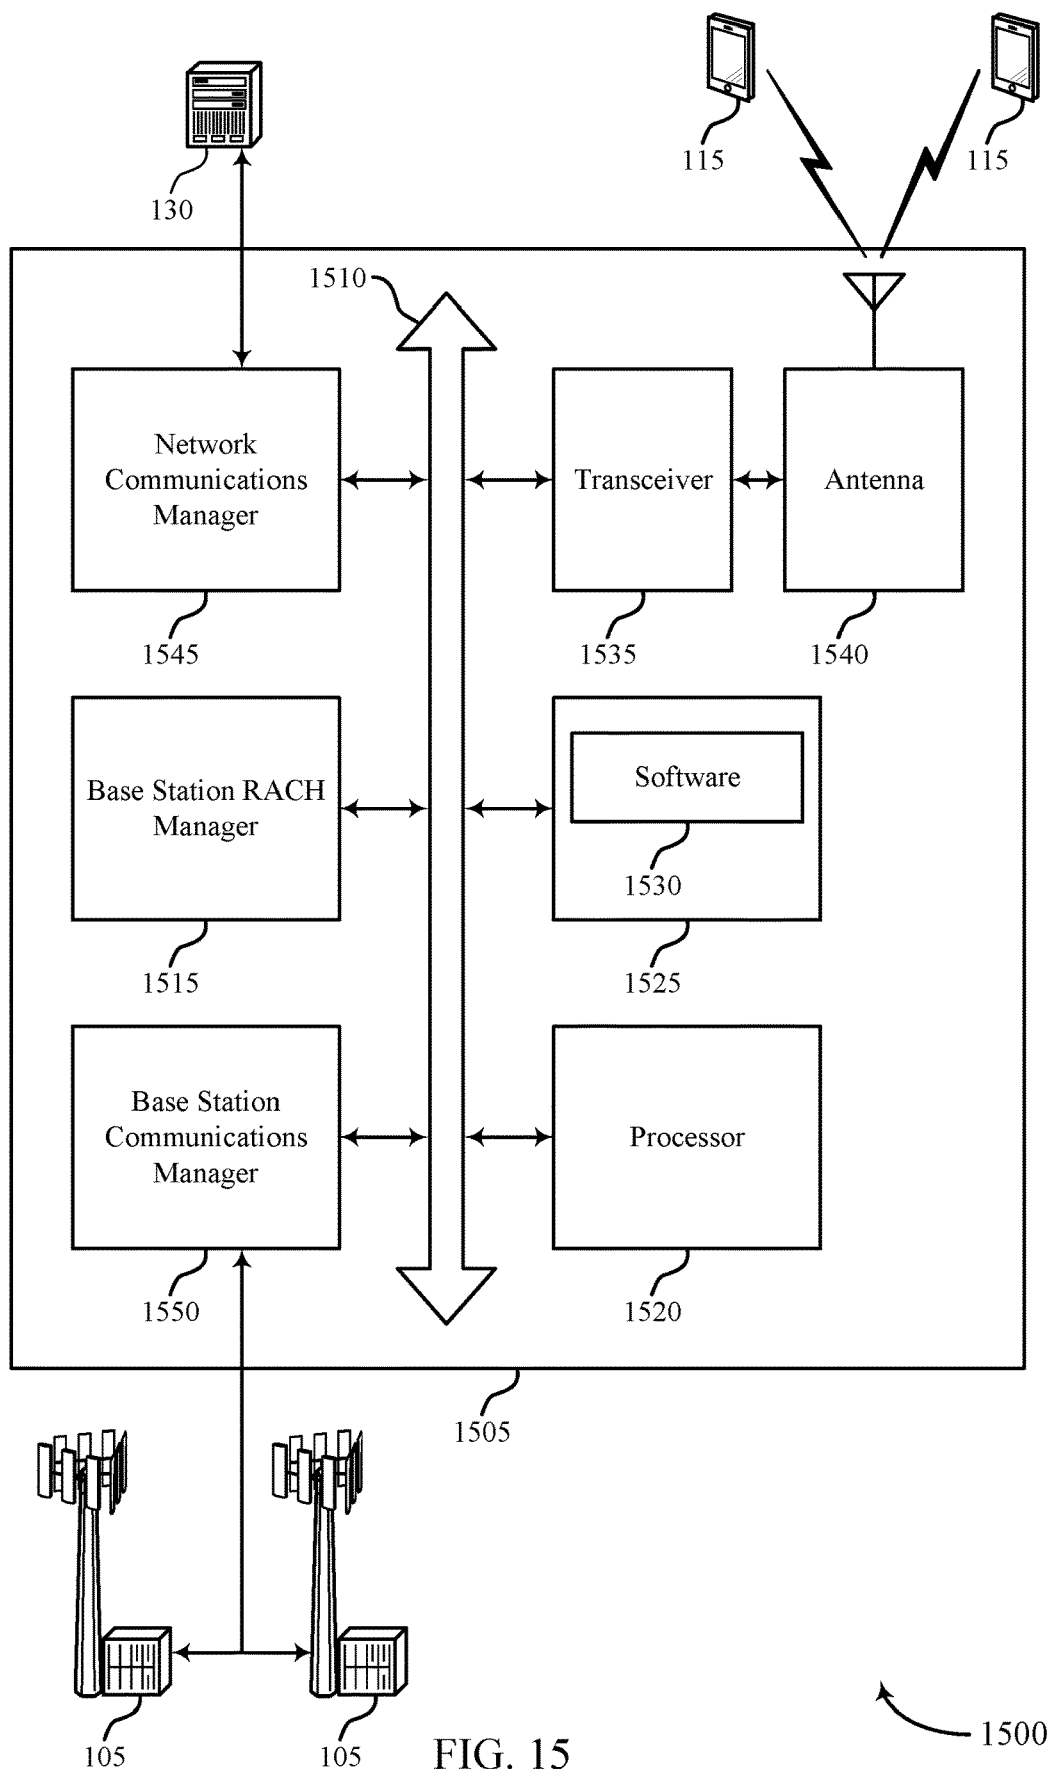 115
115
130
1510
Network
Communications
Manager
Transceiver
Antenna
1545
1535
1540
Base Station RACH
Manager
Software
1530
1515
1525
Base Station
Communications
Manager
Processor
1550
1520
1505
105
105
FIG. 15
1500